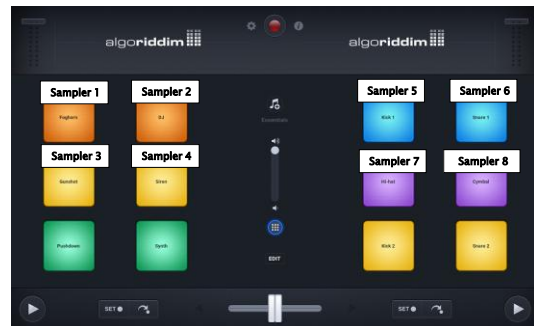 algoriddim
algoriddim
Sampler 1
Sampler 2
Foghorn
DJ
Sampler 3
Sampler 4
Gunshot
Siren
Pushdown
Synth
Essentials
EDIT
Sampler 5
Sampler 6
Kick 1
Snare 1
Sampler 7
Sampler 8
Hi-hat
Cymbal
Kick 2
Snare 2
SET
SET